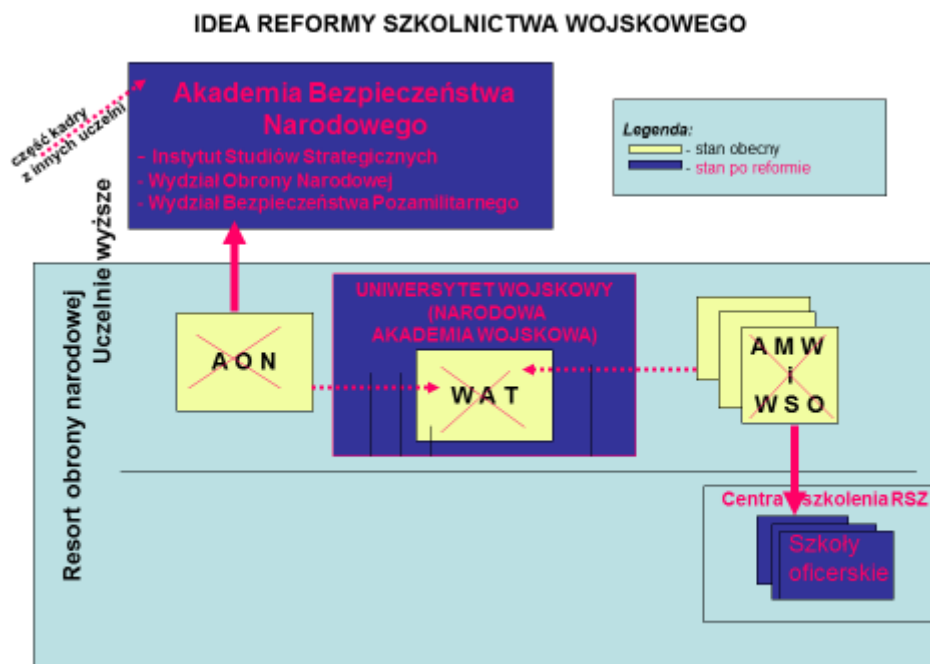 IDEA REFORMY SZKOLNICTWA WOJSKOWEGO
część kadry
z innych uczelni
Akademia Bezpieczeństwa
Narodowego
- Instytut Studiów Strategicznych
- Wydział Obrony Narodowej
- Wydział Bezpieczeństwa Pozamilitarnego
Legenda:
- stan obecny
- stan po reformie
Uczelnie wyższe
Resort obrony narodowej
UNIWERSYTET WOJSKOWY
(NARODOWA
AKADEMIA WOJSKOWA)
A O N
W A T
A M W
i
W S O
Centra szkolenia RSZ
Szkoły
oficerskie